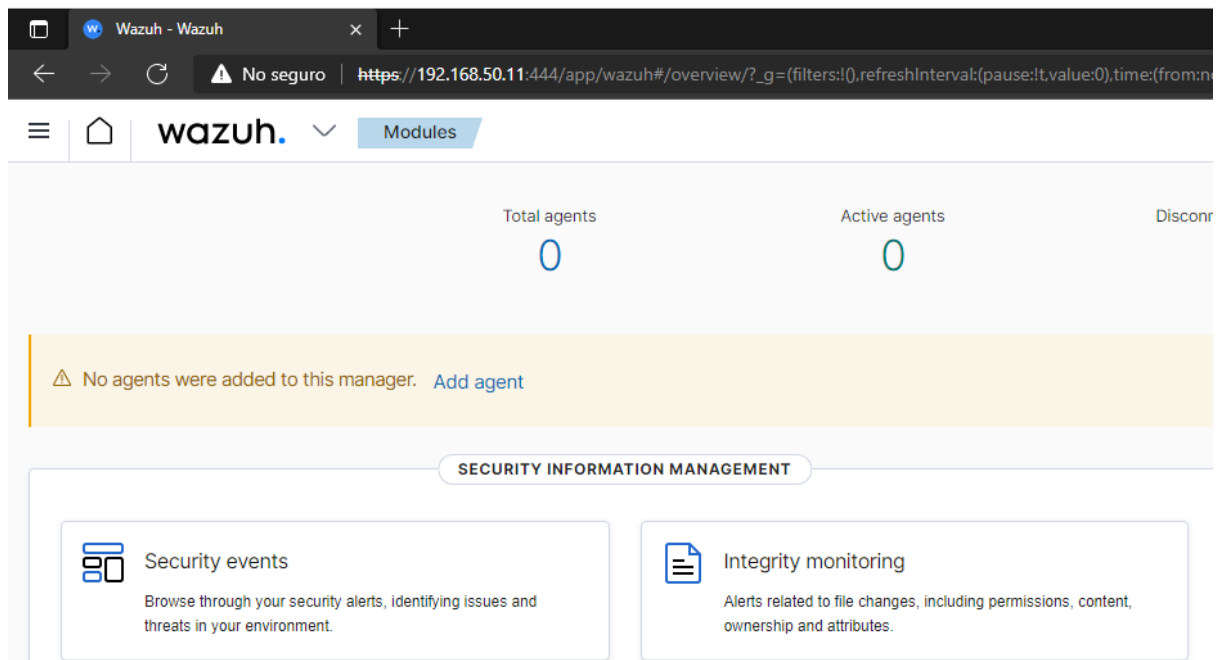 Wazuh - Wazuh
No seguro https://192.168.50.11:444/app/wazuh#/overview/?_g=(filters:!(),refreshInterval:(pause:!t,value:0),time:(from:n
wazuh. Modules
Total agents Active agents Disconn
0 0
No agents were added to this manager. Add agent
SECURITY INFORMATION MANAGEMENT
Security events Integrity monitoring
Browse through your security alerts, identifying issues and Alerts related to file changes, including permissions, content,
threats in your environment. ownership and attributes.